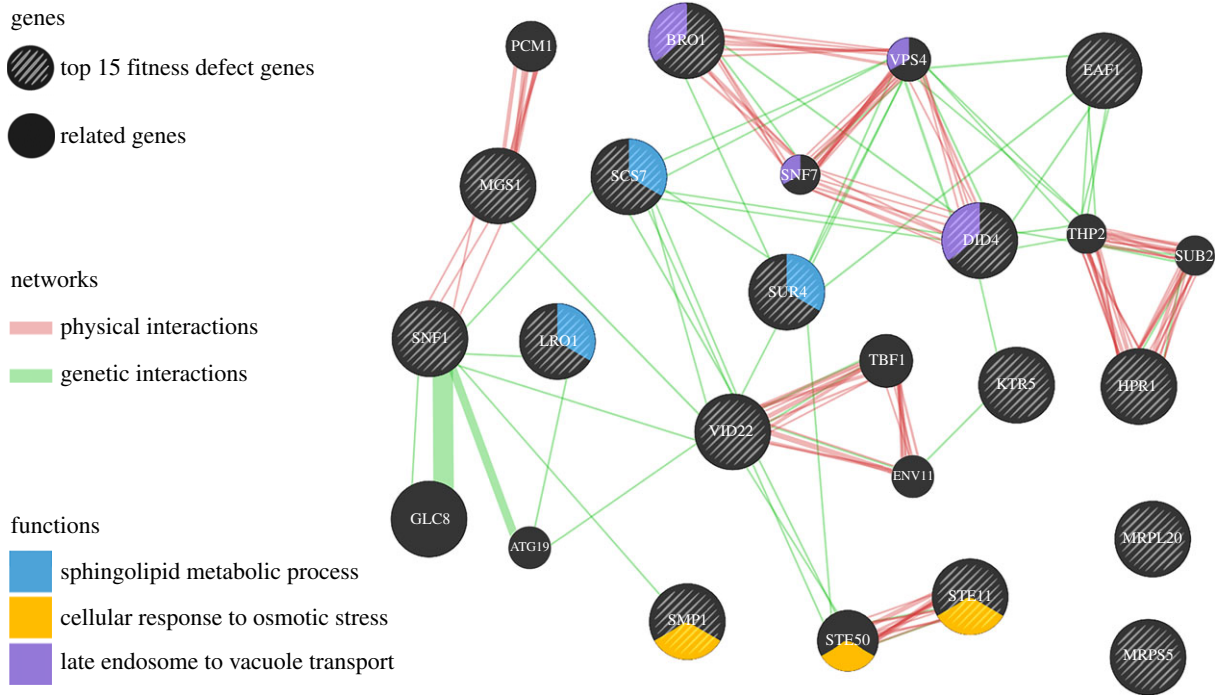 genes
top 15 fitness defect genes
related genes
networks
physical interactions
genetic interactions
functions
sphingolipid metabolic process
cellular response to osmotic stress
late endosome to vacuole transport
PCM1
BRO1
VPS4
EAF1
MGS1
SCS7
SNF7
DID4
THP2
SUB2
SUR4
SNF1
LRO1
TBF1
KTR5
HPR1
VID22
ENV11
GLC8
ATG19
MRPL20
SMP1
STE50
STE11
MRPS5